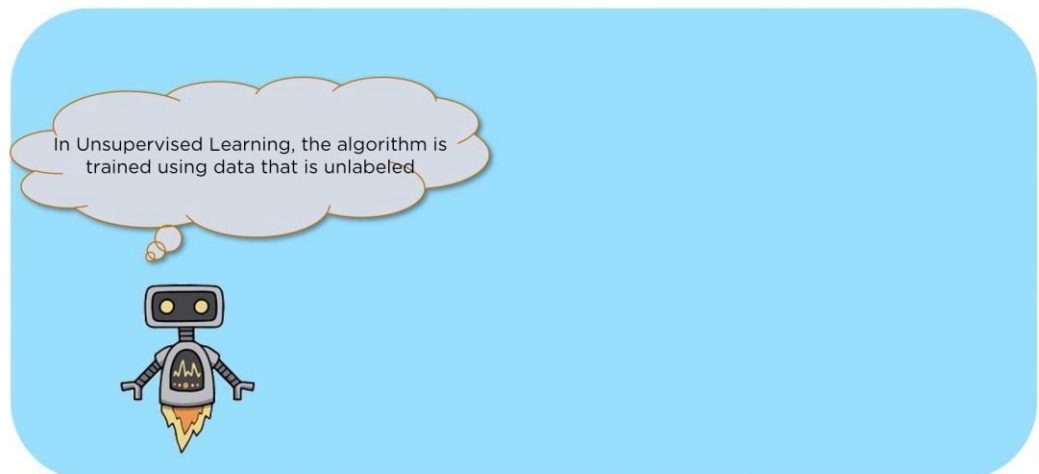 In Unsupervised Learning, the algorithm is
trained using data that is unlabeled